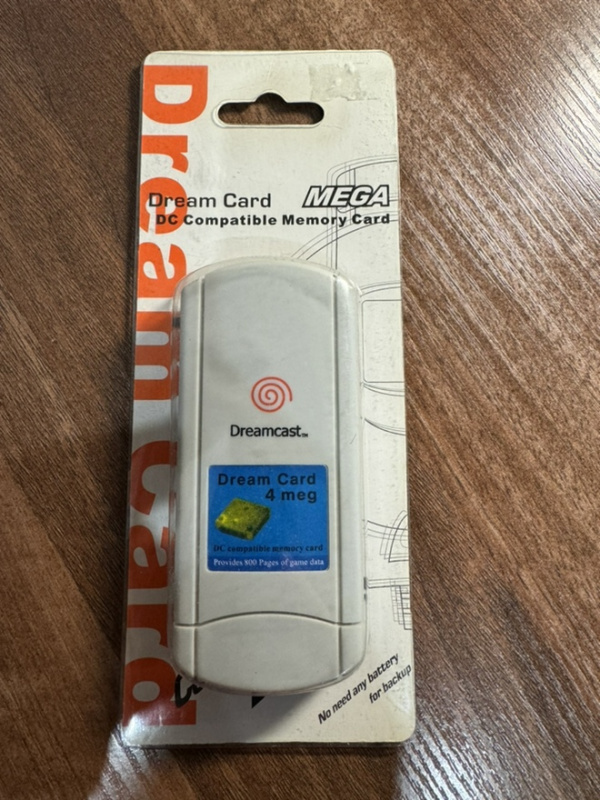 Dream Card
Dream Card MEGA
DC Compatible Memory Card
Dreamcast
Dream Card
4 meg
DC compatible memory card
Provides 800 Pages of game data
No need any battery
for backup